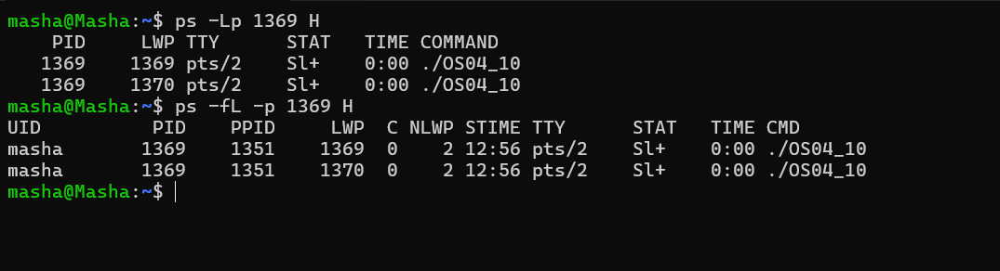 masha@Masha:~$ ps -Lp 1369 H
    PID     LWP TTY      STAT   TIME COMMAND
   1369    1369 pts/2    Sl+    0:00 ./OS04_10
   1369    1370 pts/2    Sl+    0:00 ./OS04_10
masha@Masha:~$ ps -fL -p 1369 H
UID          PID    PPID     LWP  C NLWP STIME TTY      STAT   TIME CMD
masha       1369    1351    1369  0    2 12:56 pts/2    Sl+    0:00 ./OS04_10
masha       1369    1351    1370  0    2 12:56 pts/2    Sl+    0:00 ./OS04_10
masha@Masha:~$